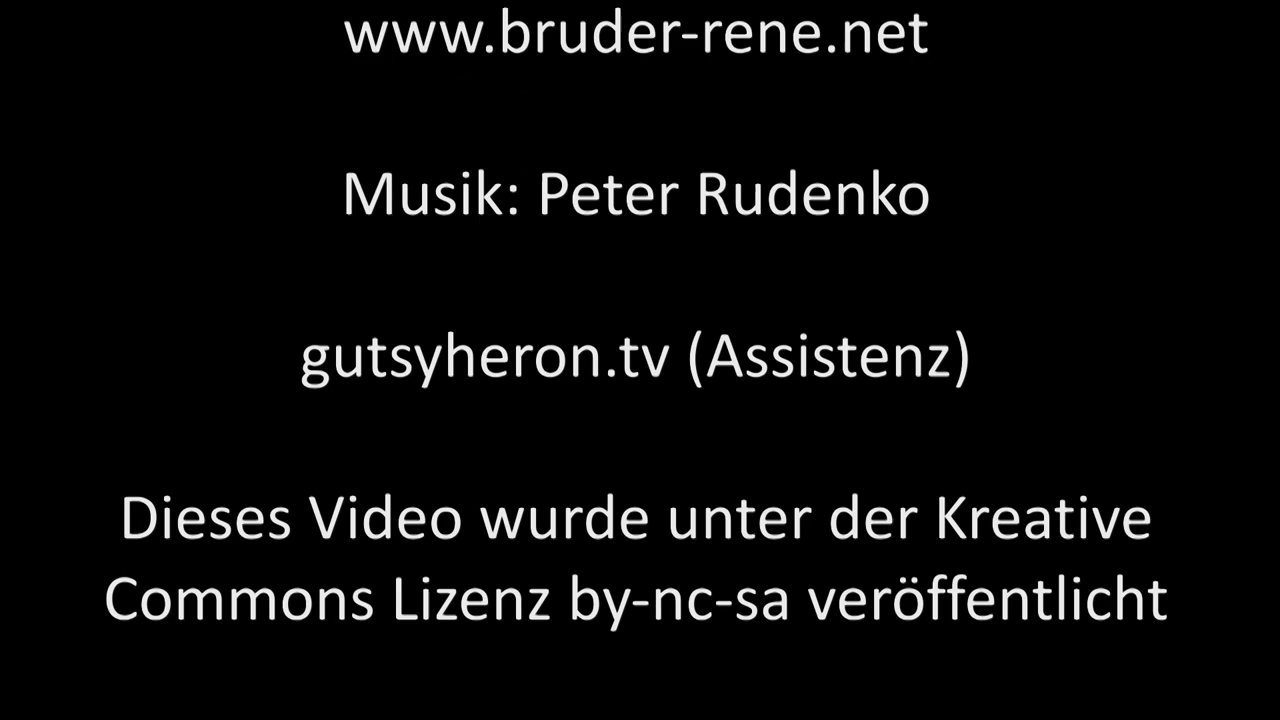 www.bruder-rene.net
Musik: Peter Rudenko
gutsyheron.tv (Assistenz)
Dieses Video wurde unter der Kreative
Commons Lizenz by-nc-sa veröffentlicht